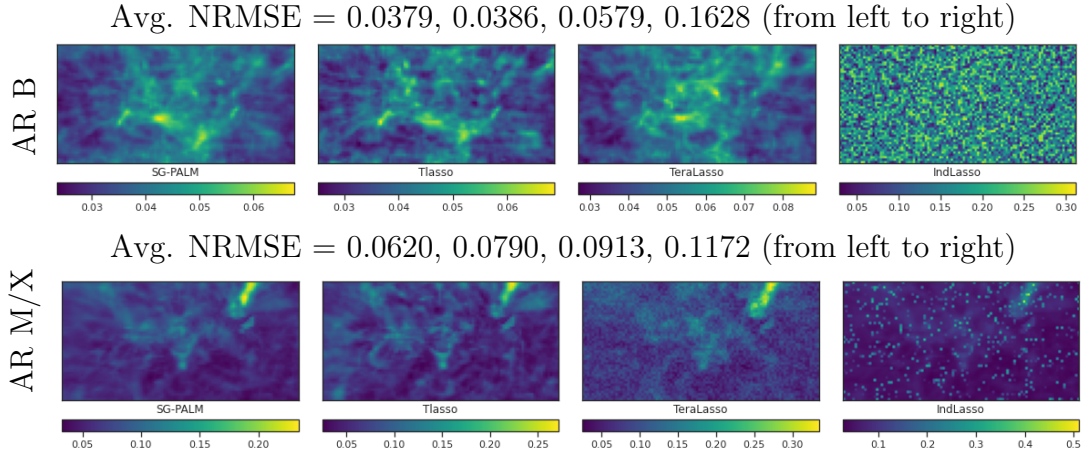 Avg. NRMSE = 0.0379, 0.0386, 0.0579, 0.1628 (from left to right)
AR B
SG-PALM Tlasso TeraLasso IndLasso
0.03 0.04 0.05 0.06 0.03 0.04 0.05 0.06 0.03 0.04 0.05 0.06 0.07 0.08 0.05 0.10 0.15 0.20 0.25 0.30
Avg. NRMSE = 0.0620, 0.0790, 0.0913, 0.1172 (from left to right)
AR M/X
SG-PALM Tlasso TeraLasso IndLasso
0.05 0.10 0.15 0.20 0.05 0.10 0.15 0.20 0.25 0.05 0.10 0.15 0.20 0.25 0.30 0.1 0.2 0.3 0.4 0.5